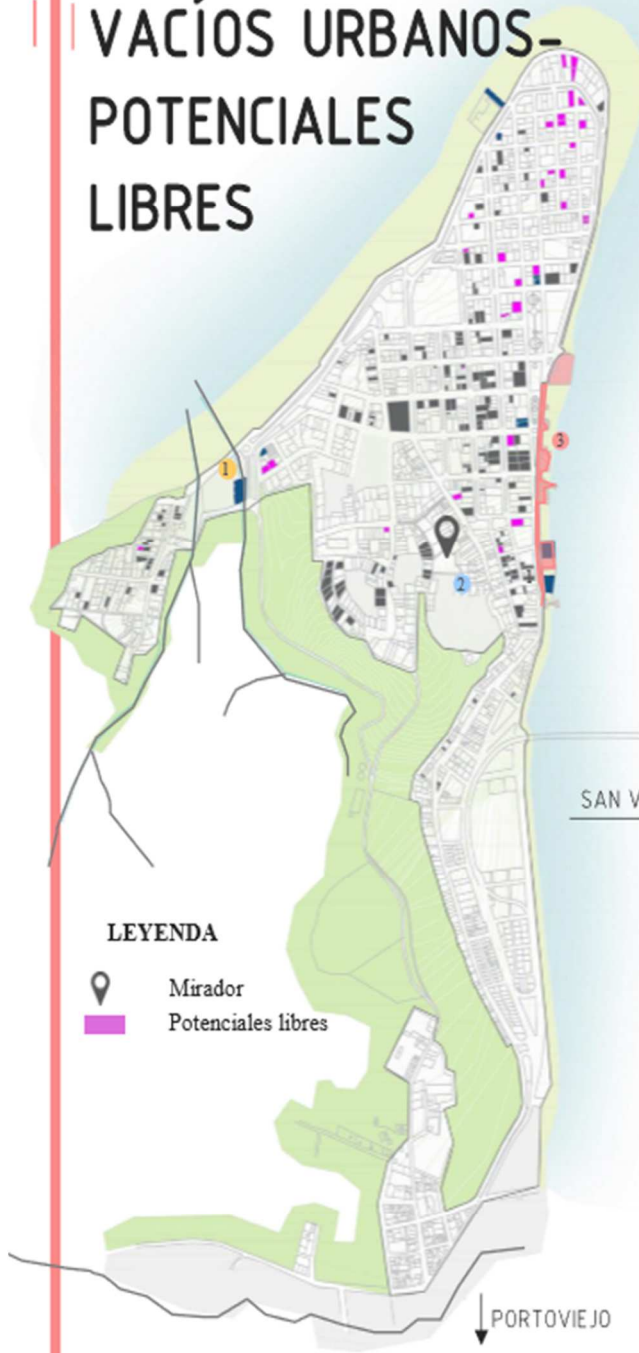 VACÍOS URBANOS-
POTENCIALES
LIBRES
1
2
3
SAN V
LEYENDA
Mirador
Potenciales libres
PORTOVIEJO